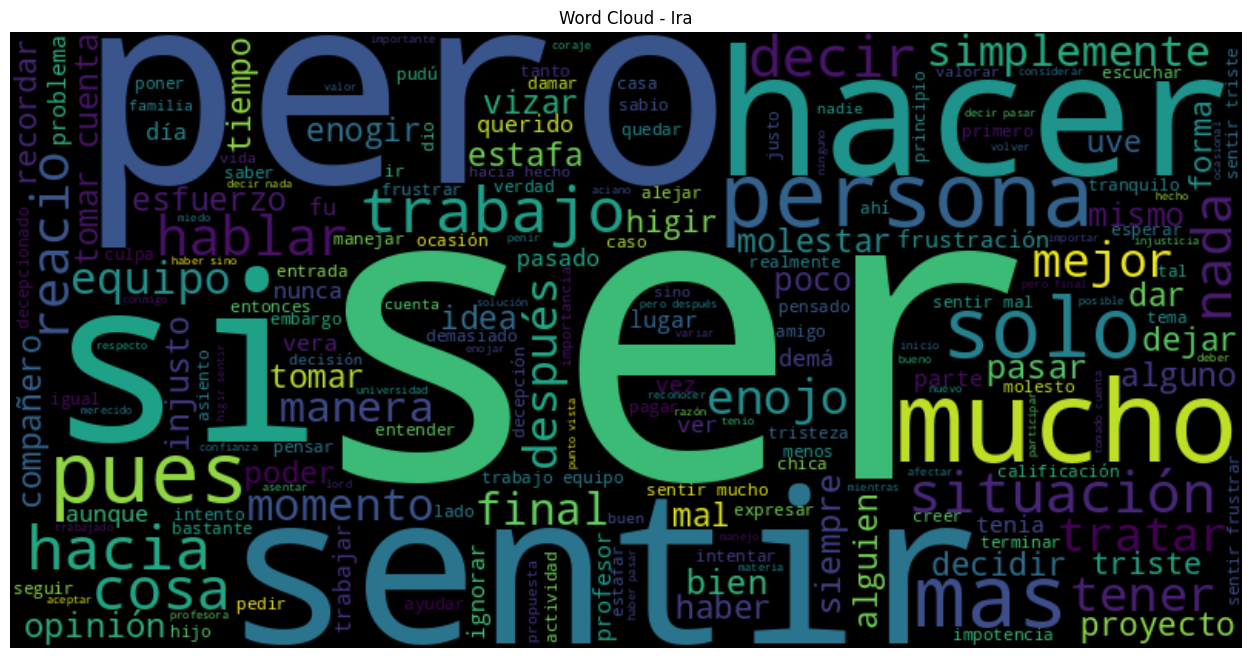 Word Cloud - Ira
pero
hacer
ser
si
sentir
mucho
persona
solo
trabajo
pues
mas
cosa
hacia
situación
hablar
decir
simplemente
recordar
problema
cuenta
tomar
reacio
poner
familia
día
tiempo
importante
coraje
pudú
tanto
damar
casa
valor
vizar
sabio
enogir
querido
quedar
estafa
dio
vida
saber
ir
hacia hecho
decir nada
frustrar
verdad
aciano
alejar
esfuerzo
fu
higir
miedo
manejar
ocasión
penir
caso
culpa
haber sino
pasado
equipo
entrada
nunca
conmigo
entonces
cuenta
solución
embargo
idea
demasiado
enojar
importancia
decepcionado
compañero
respecto
injusto
asiento
vera
decisión
tomar
universidad
igual
merecido
higir sentir
manera
después
decepción
entender
confianza
pensar
punto vista
poder
lord
trabajo equipo
aunque
asentar
intento
bastante
trabajado
momento
lado
final
sentir mucho
mal
buen
manejo
expresar
seguir
aceptar
opinión
profesora
hijo
pedir
trabajar
ayudar
ignorar
propuesta
actividad
profesor
estafar
haber pasar
intentar
materia
bien
haber
siempre
alguien
mientras
creer
decidir
tenia
terminar
impotencia
calificación
tratar
triste
tener
proyecto
sentir frustrar
afectar
participar
tomado cuenta
nuevo
deber
bueno
inicio
parte
molesto
alguno
pasar
dejar
tema
posible
dar
tal
pero final
sentir mal
mejor
injusticia
importar
esperar
hecho
nada
mismo
tranquilo
ahí
frustración
molestar
realmente
poco
pensado
sino
pero después
lugar
variar
amigo
demá
enojo
vez
reconocer
pagar
razón
ver
tenio
tristeza
menos
chica
justo
nadie
ninguno
valorar
considerar
escuchar
decir pasar
principio
primero
volver
uve
forma
ocasional
sentir triste